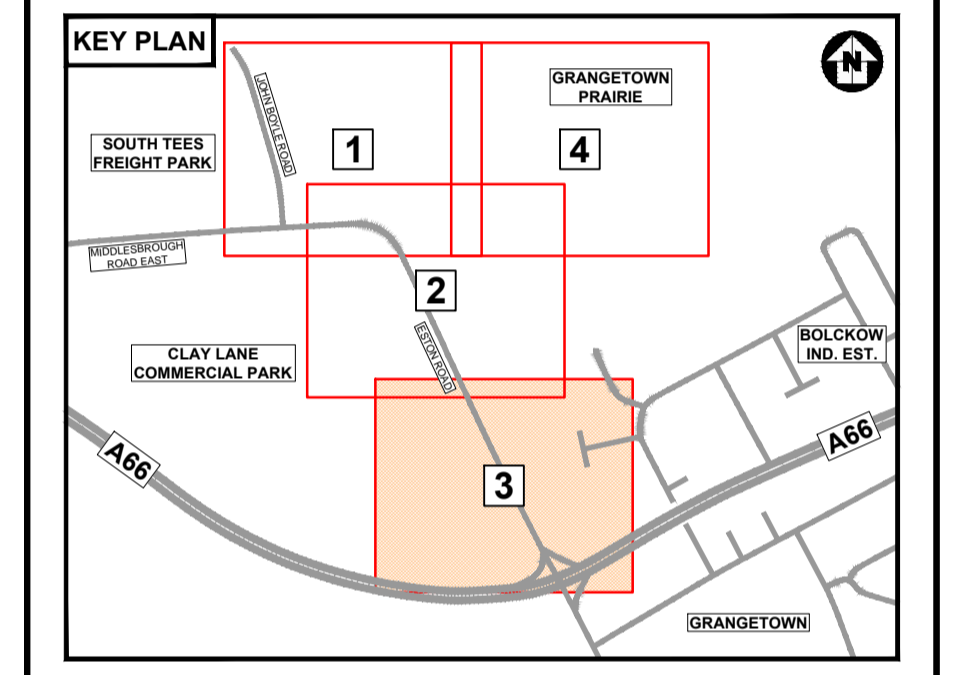 KEY PLAN
N
JOHN BOYLE ROAD
GRANGETOWN
PRAIRIE
SOUTH TEES
FREIGHT PARK
1
4
MIDDLESBROUGH
ROAD EAST
2
ESTON ROAD
BOLCKOW
IND. EST.
CLAY LANE
COMMERCIAL PARK
A66
A66
3
GRANGETOWN